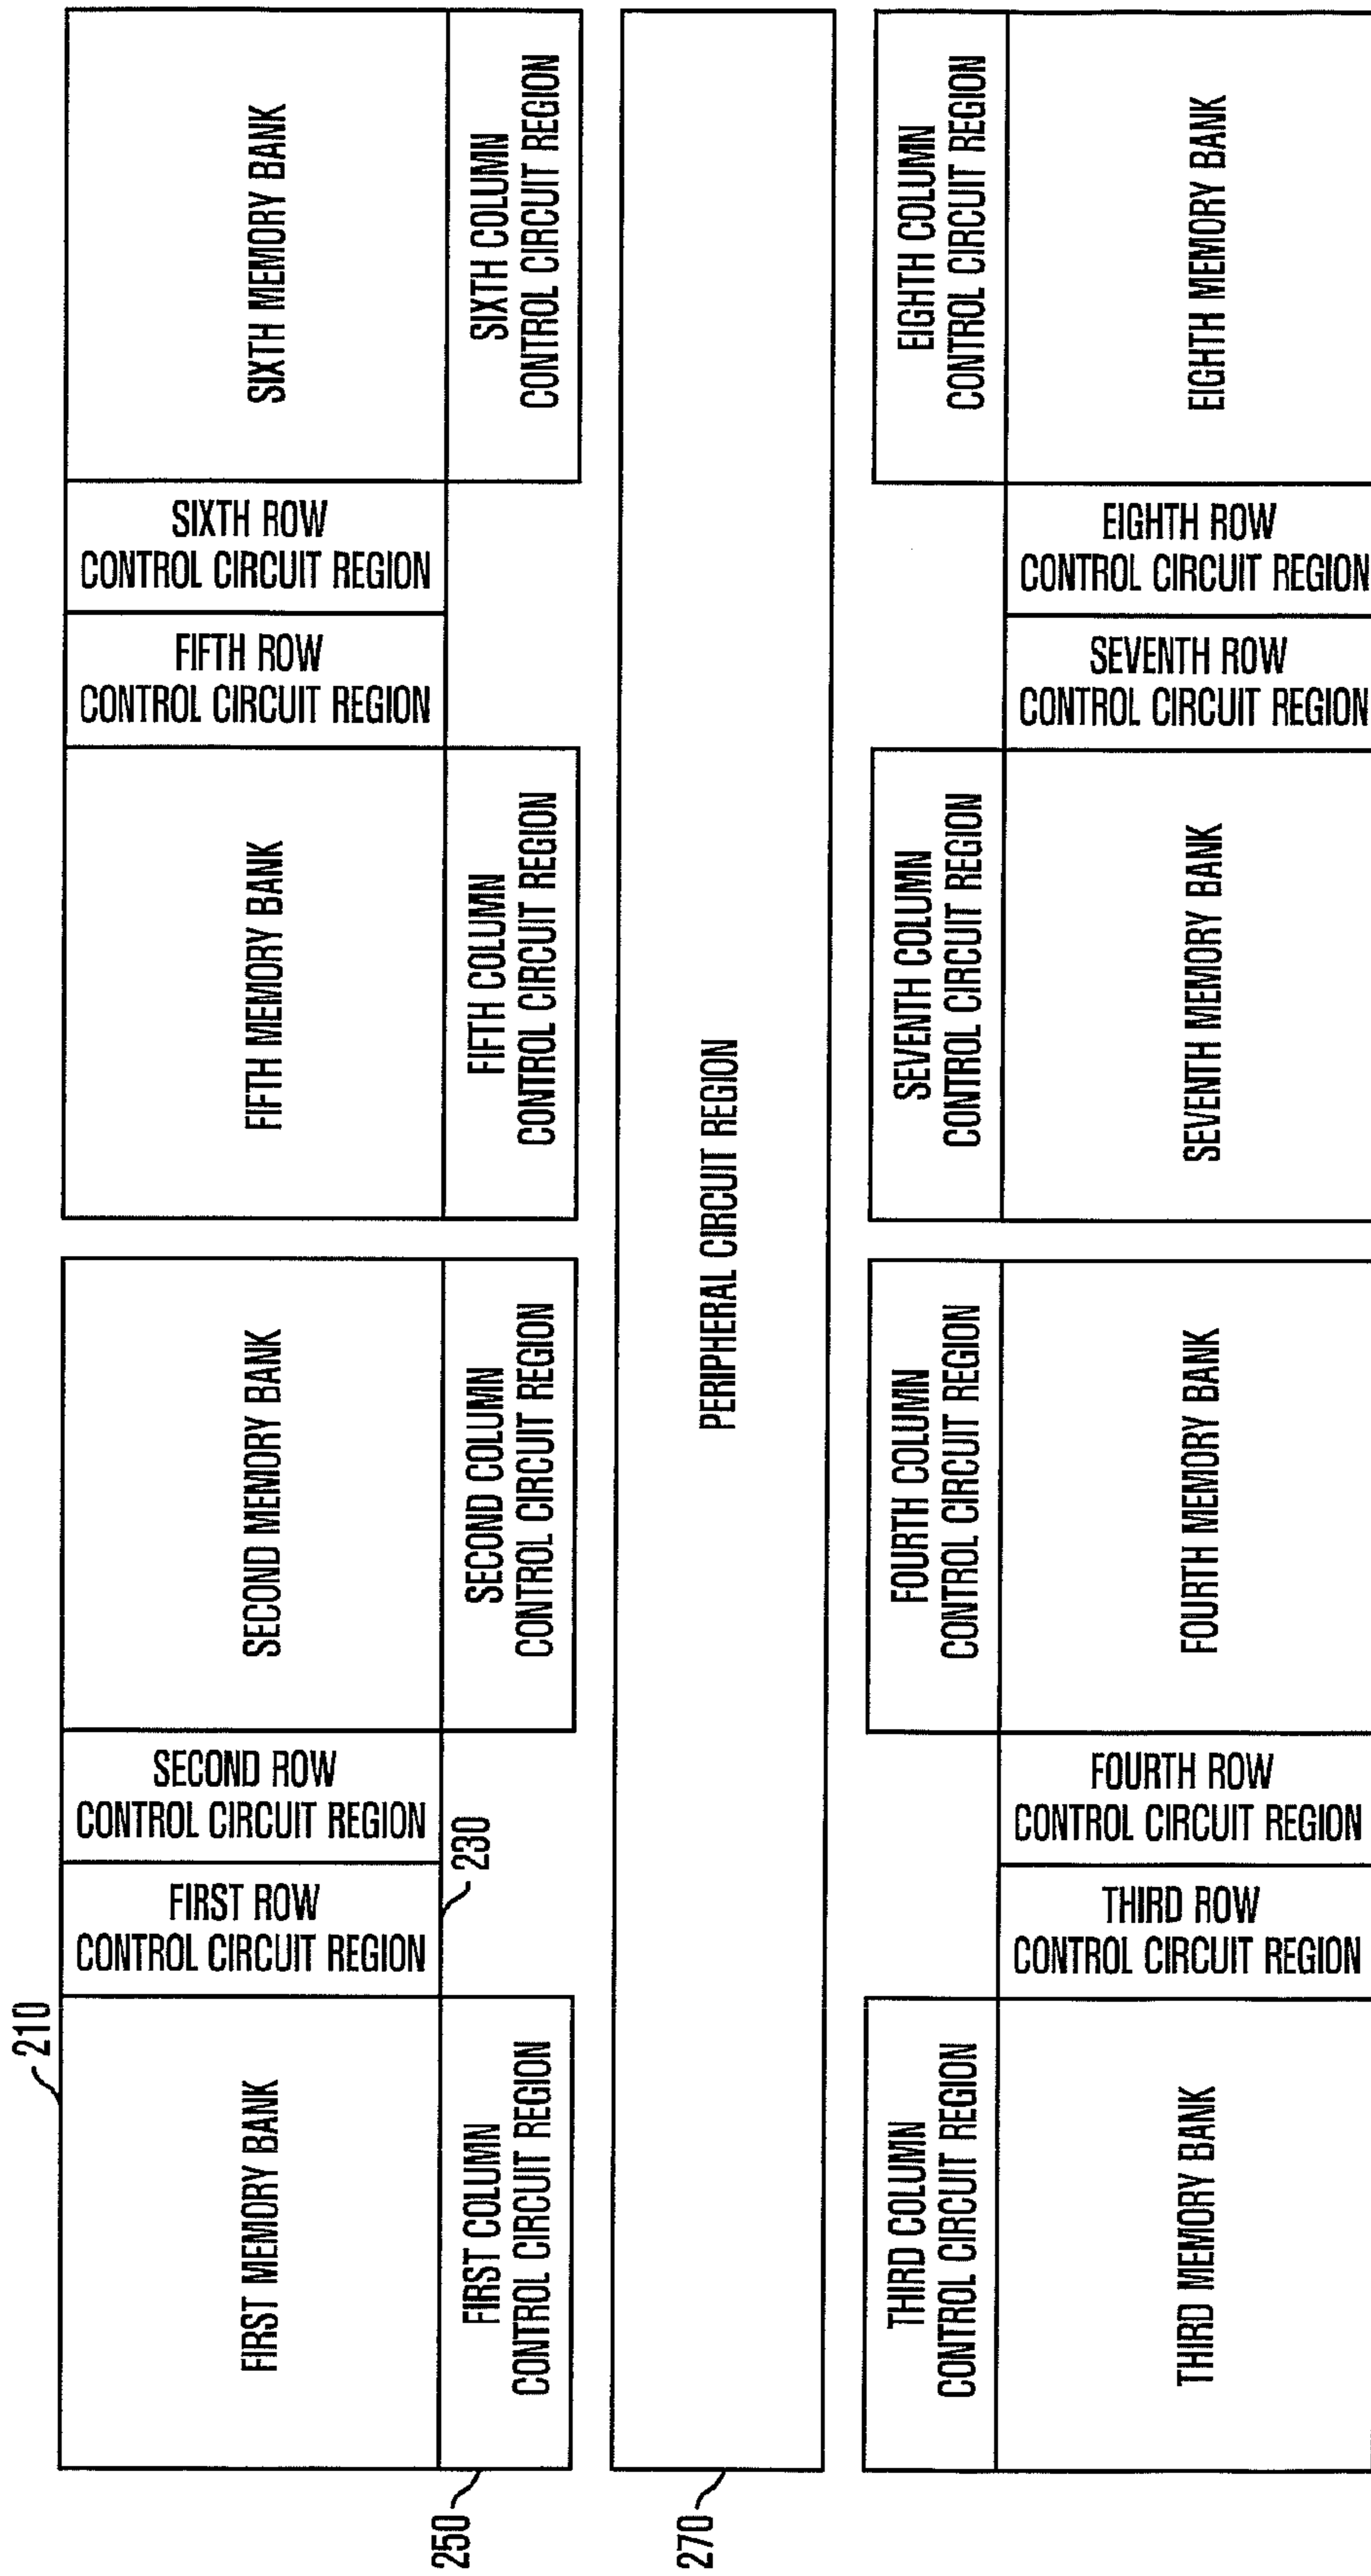 210
FIRST MEMORY BANK
FIRST ROW
CONTROL CIRCUIT REGION
SECOND ROW
CONTROL CIRCUIT REGION
SECOND MEMORY BANK
FIFTH MEMORY BANK
FIFTH ROW
CONTROL CIRCUIT REGION
SIXTH ROW
CONTROL CIRCUIT REGION
SIXTH MEMORY BANK
250
FIRST COLUMN
CONTROL CIRCUIT REGION
230
SECOND COLUMN
CONTROL CIRCUIT REGION
FIFTH COLUMN
CONTROL CIRCUIT REGION
SIXTH COLUMN
CONTROL CIRCUIT REGION
270
PERIPHERAL CIRCUIT REGION
THIRD COLUMN
CONTROL CIRCUIT REGION
FOURTH COLUMN
CONTROL CIRCUIT REGION
SEVENTH COLUMN
CONTROL CIRCUIT REGION
EIGHTH COLUMN
CONTROL CIRCUIT REGION
THIRD MEMORY BANK
THIRD ROW
CONTROL CIRCUIT REGION
FOURTH ROW
CONTROL CIRCUIT REGION
FOURTH MEMORY BANK
SEVENTH MEMORY BANK
SEVENTH ROW
CONTROL CIRCUIT REGION
EIGHTH ROW
CONTROL CIRCUIT REGION
EIGHTH MEMORY BANK